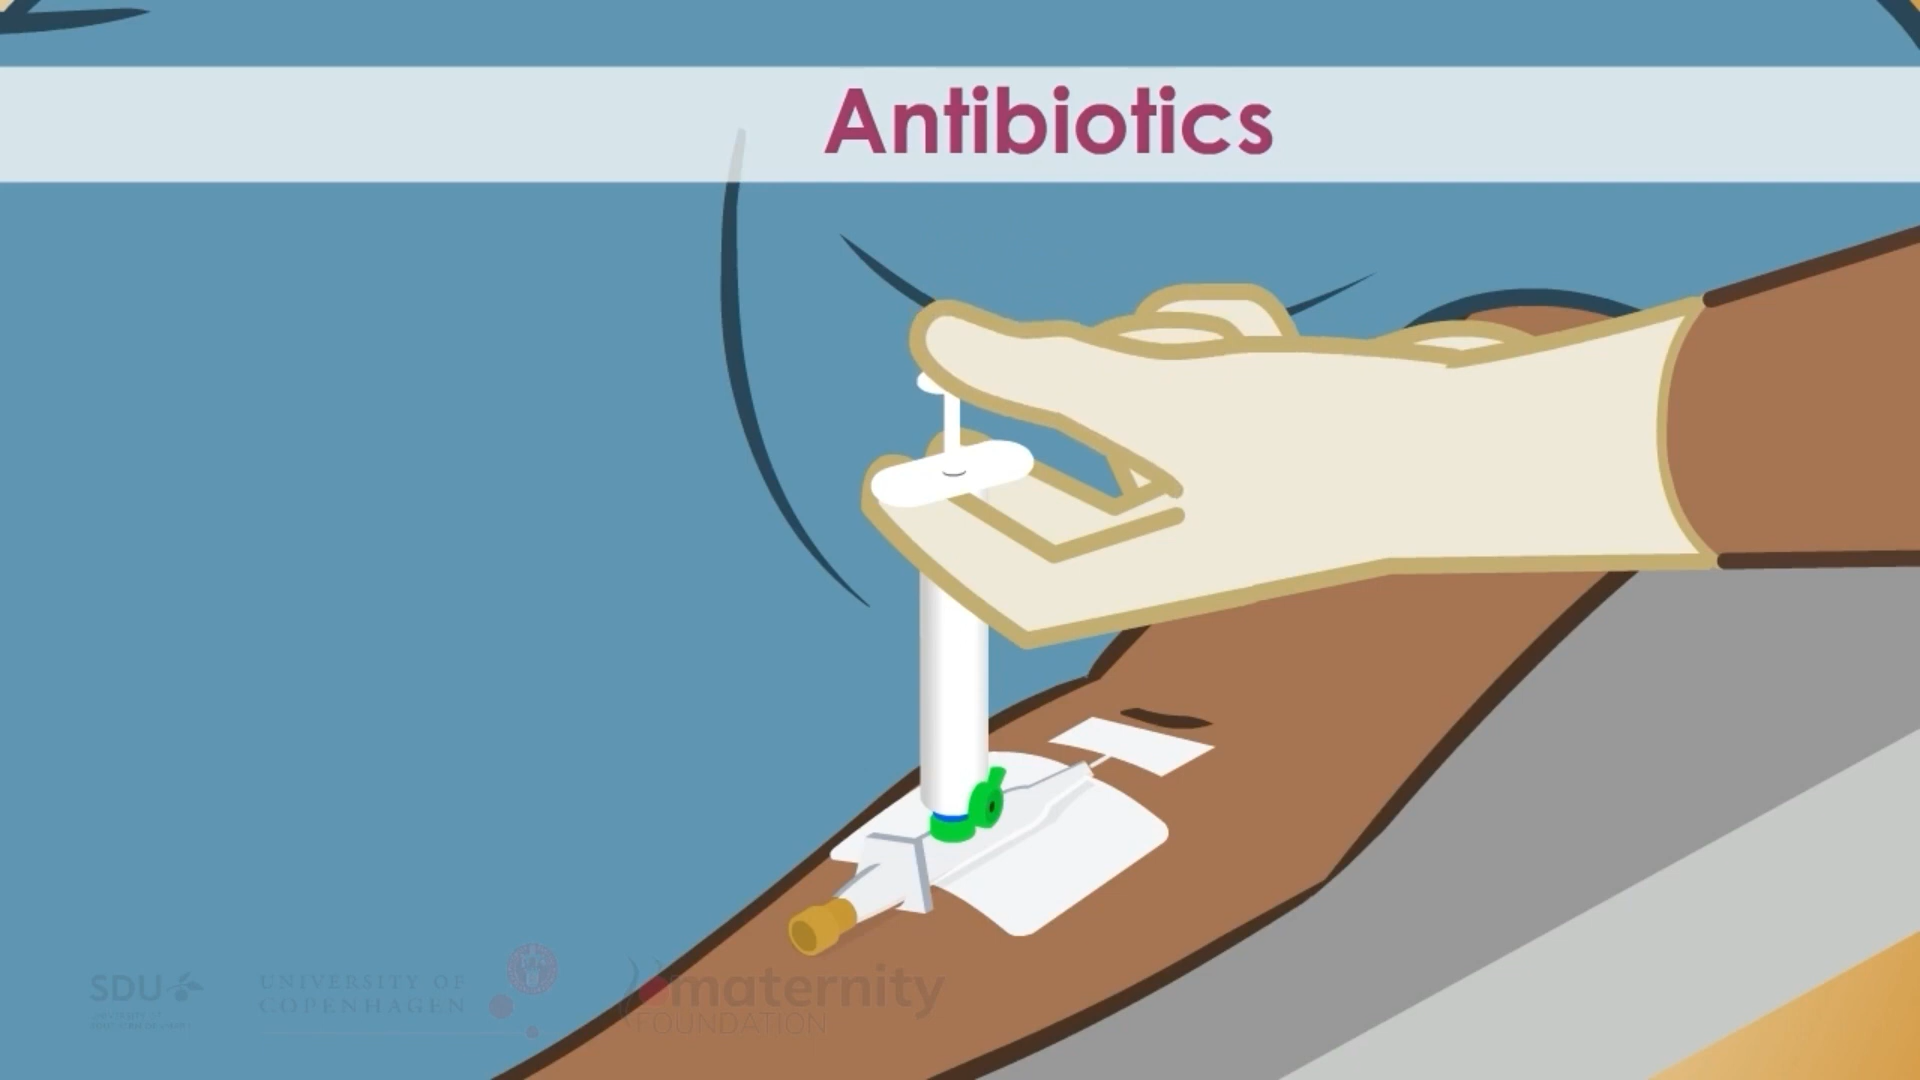 Antibiotics
SDU
UNIVERSITY OF
COPENHAGEN
maternity
FOUNDATION